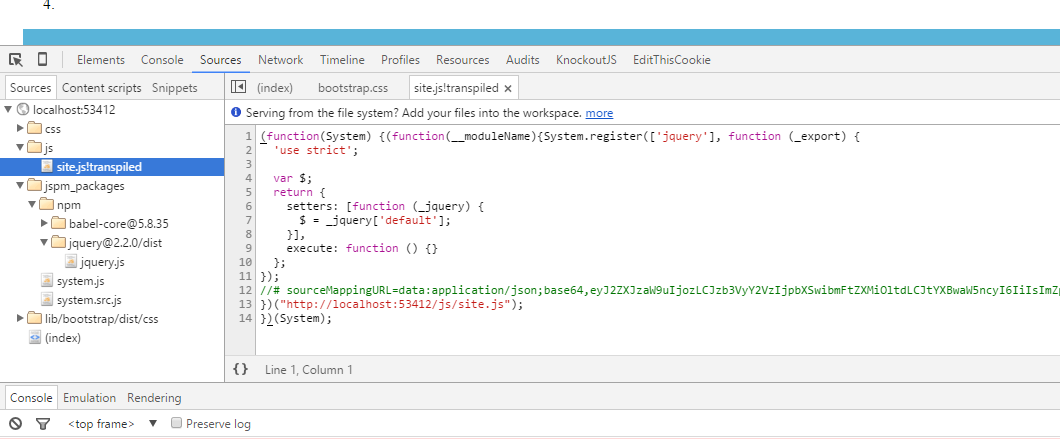 4.
Elements Console Sources Network Timeline Profiles Resources Audits KnockoutJS EditThisCookie
Sources Content scripts Snippets
(index) bootstrap.css site.js!transpiled ×
localhost:53412
css
js
site.js!transpiled
jspm_packages
npm
babel-core@5.8.35
jquery@2.2.0/dist
jquery.js
system.js
system.src.js
lib/bootstrap/dist/css
(index)
Serving from the file system? Add your files into the workspace. more
1 (function(System) {(function(__moduleName){System.register(['jquery'], function (_export) {
2 'use strict';
3
4 var $;
5 return {
6 setters: [function (_jquery) {
7 $ = _jquery['default'];
8 }],
9 execute: function () {}
10 };
11 });
12 //# sourceMappingURL=data:application/json;base64,eyJ2ZXJzaW9uIjozLCJzb3VyY2VzIjpbXSwibmFtZXMiOltdLCJtYXBwaW5ncyI6IiIsImZp
13 })("http://localhost:53412/js/site.js");
14 })(System);
{} Line 1, Column 1
Console Emulation Rendering
<top frame> ▼ Preserve log